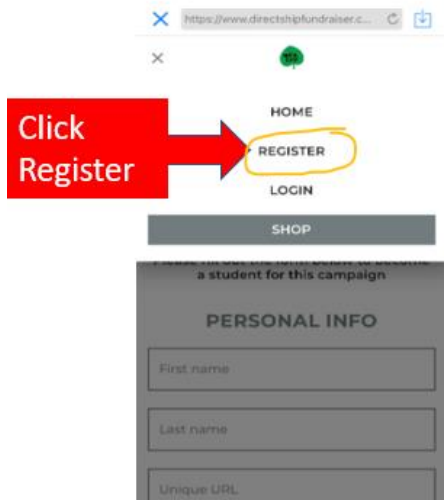 https://www.directshipfundraiser.c...
HOME
Click
Register
REGISTER
LOGIN
SHOP
Please fill out the form below to become
a student for this campaign
PERSONAL INFO
First name
Last name
Unique URL